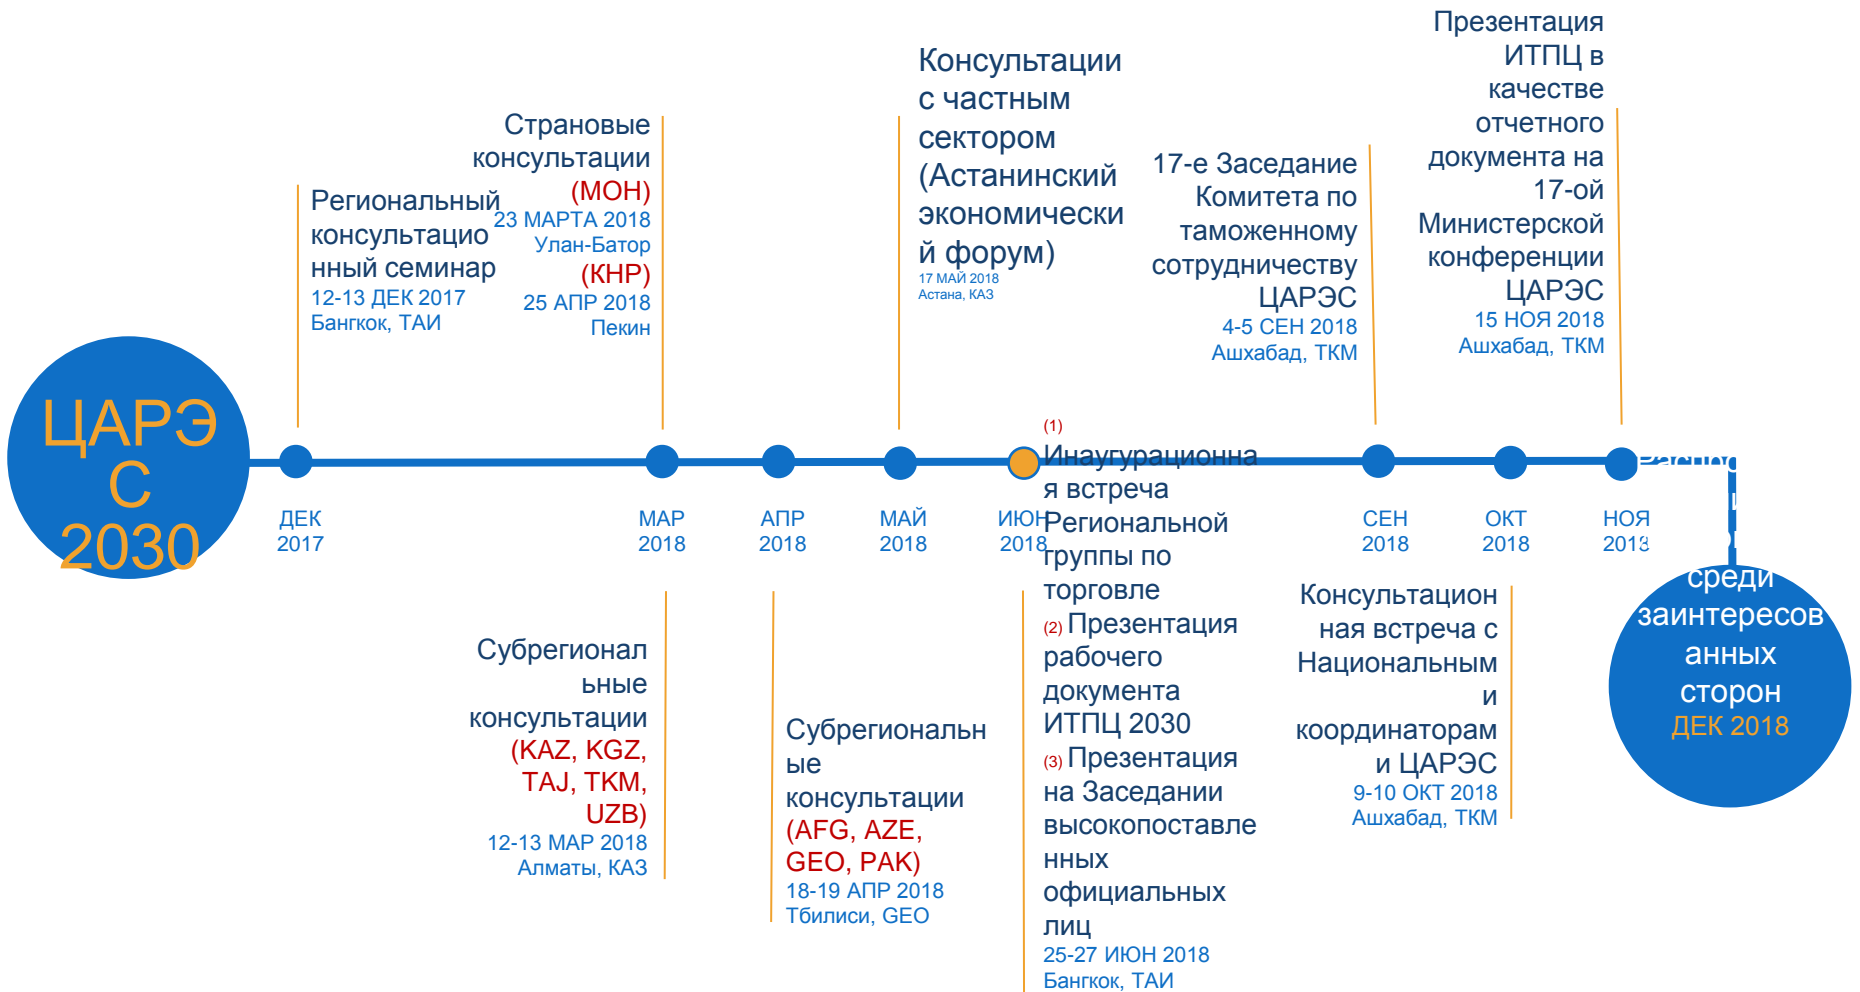 ЦАРЭ
С
2030
Региональный
консультацио
нный семинар
12-13 ДЕК 2017
Бангкок, ТАИ
Страновые
консультации
(МОН)
23 МАРТА 2018
Улан-Батор
(КНР)
25 АПР 2018
Пекин
Консультации
с частным
сектором
(Астанинский
экономически
й форум)
17 МАЙ 2018
Астана, КАЗ
17-е Заседание
Комитета по
таможенному
сотрудничеству
ЦАРЭС
4-5 СЕН 2018
Ашхабад, ТКМ
Презентация
ИТПЦ в
качестве
отчетного
документа на
17-ой
Министерской
конференции
ЦАРЭС
15 НОЯ 2018
Ашхабад, ТКМ
ДЕК
2017
МАР
2018
АПР
2018
МАЙ
2018
ИЮН
2018
СЕН
2018
ОКТ
2018
НОЯ
2018
Субрегионал
ьные
консультации
(KAZ, KGZ,
TAJ, TKM,
UZB)
12-13 МАР 2018
Алматы, КАЗ
Субрегиональн
ые
консультации
(AFG, AZE,
GEO, PAK)
18-19 АПР 2018
Тбилиси, GEO
(1)
Инаугурационна
я встреча
Региональной
группы по
торговле
(2) Презентация
рабочего
документа
ИТПЦ 2030
(3) Презентация
на Заседании
высокопоставле
нных
официальных
лиц
25-27 ИЮН 2018
Бангкок, ТАИ
Консультацион
ная встреча с
Национальным
и
координаторам
и ЦАРЭС
9-10 ОКТ 2018
Ашхабад, ТКМ
среди
заинтересов
анных
сторон
ДЕК 2018